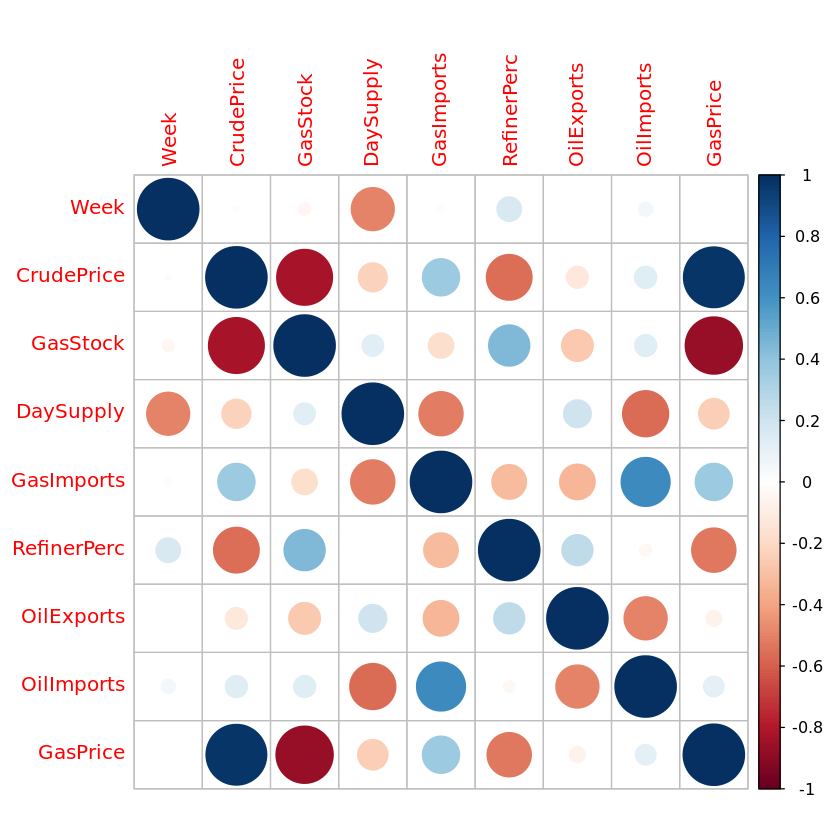 Week
CrudePrice
GasStock
DaySupply
GasImports
RefinerPerc
OilExports
OilImports
GasPrice
Week
CrudePrice
GasStock
DaySupply
GasImports
RefinerPerc
OilExports
OilImports
GasPrice
1
0.8
0.6
0.4
0.2
0
-0.2
-0.4
-0.6
-0.8
-1